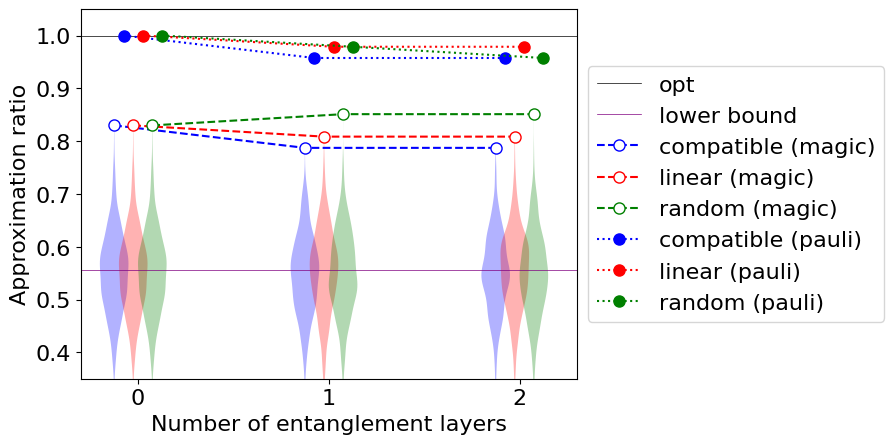 1.0
0.9
0.8
0.7
0.6
0.5
0.4
Approximation ratio
0 1 2
Number of entanglement layers
opt
lower bound
compatible (magic)
linear (magic)
random (magic)
compatible (pauli)
linear (pauli)
random (pauli)